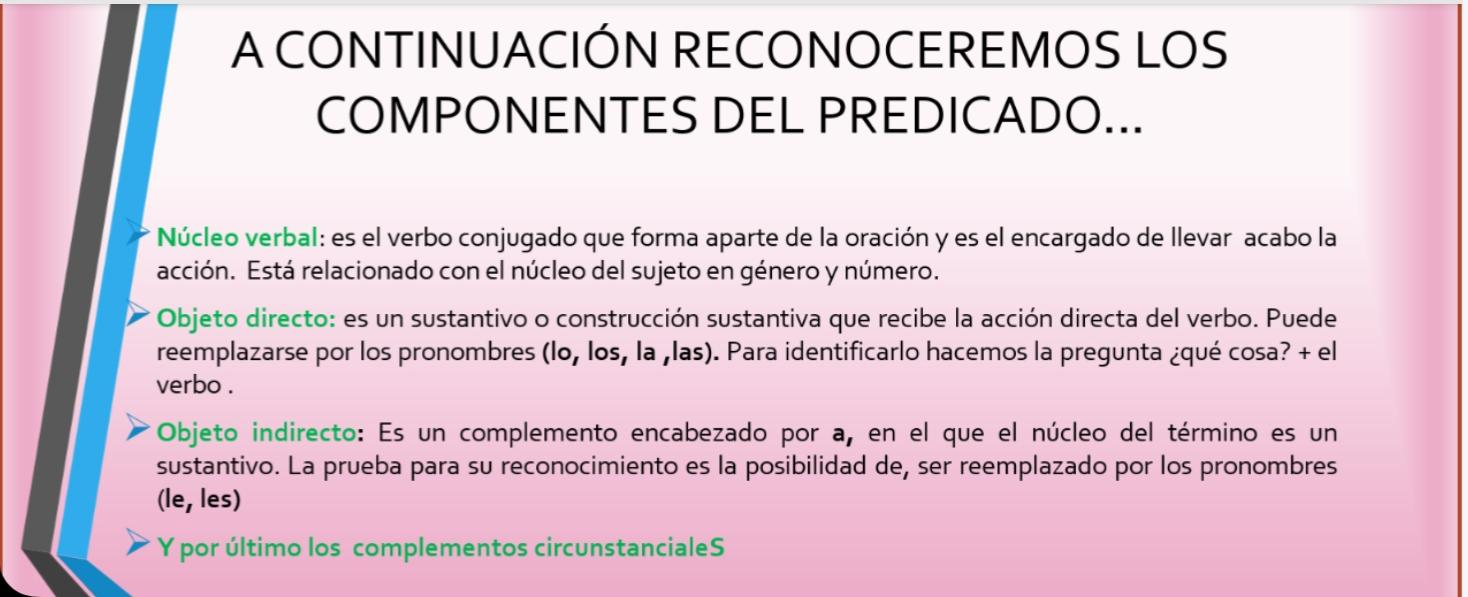 A CONTINUACIÓN RECONOCEREMOS LOS
COMPONENTES DEL PREDICADO...
Núcleo verbal: es el verbo conjugado que forma aparte de la oración y es el encargado de llevar acabo la
acción. Está relacionado con el núcleo del sujeto en género y número.
Objeto directo: es un sustantivo o construcción sustantiva que recibe la acción directa del verbo. Puede
reemplazarse por los pronombres (lo, los, la ,las). Para identificarlo hacemos la pregunta ¿qué cosa? + el
verbo .
Objeto indirecto: Es un complemento encabezado por a, en el que el núcleo del término es un
sustantivo. La prueba para su reconocimiento es la posibilidad de, ser reemplazado por los pronombres
(le, les)
Y por último los complementos circunstancialeS